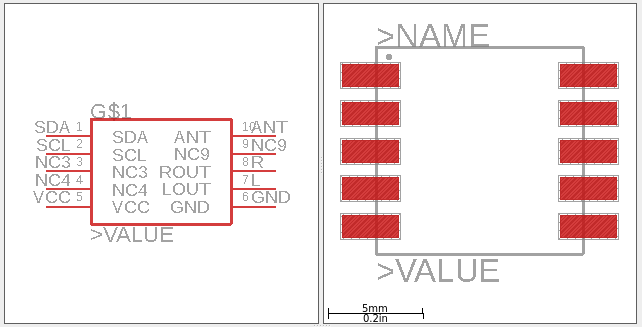 G$1
SDA 1 SDA ANT 10 ANT
SCL 2 SCL NC9 9 NC9
NC3 3 NC3 ROUT 8 R
NC4 4 NC4 LOUT 7 L
VCC 5 VCC GND 6 GND
>VALUE
>NAME
>VALUE
5mm
0.2in